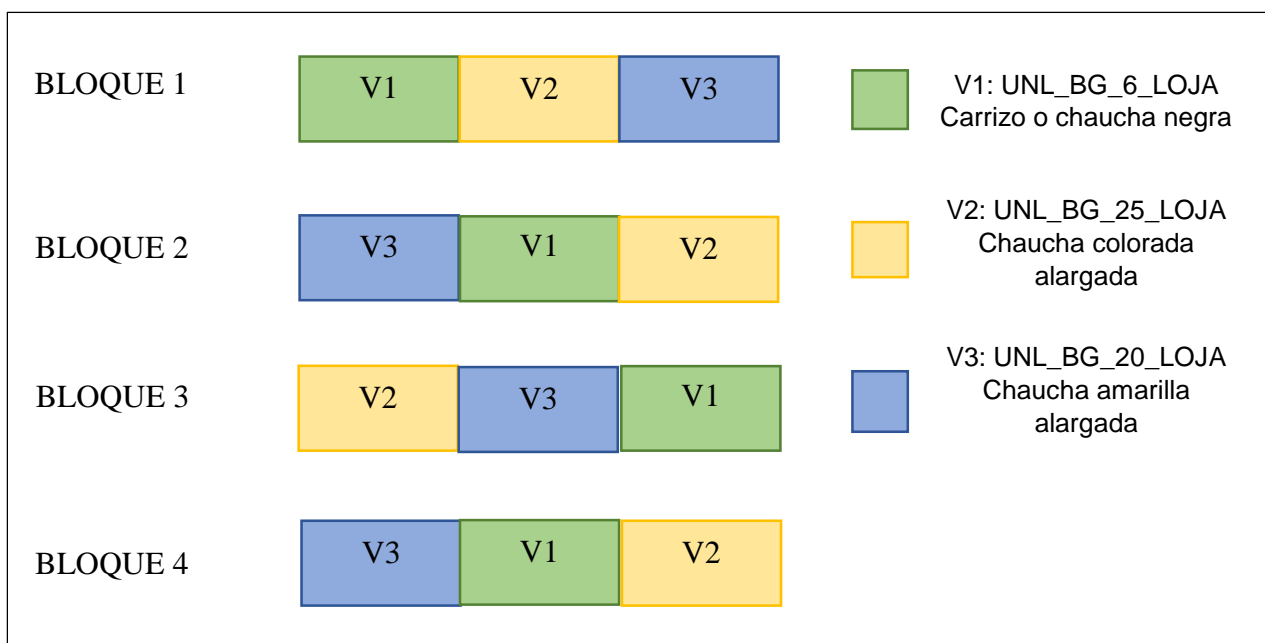 BLOQUE 1
V1 V2 V3
V1: UNL_BG_6_LOJA
Carrizo o chaucha negra
BLOQUE 2
V3 V1 V2
V2: UNL_BG_25_LOJA
Chaucha colorada
alargada
BLOQUE 3
V2 V3 V1
V3: UNL_BG_20_LOJA
Chaucha amarilla
alargada
BLOQUE 4
V3 V1 V2